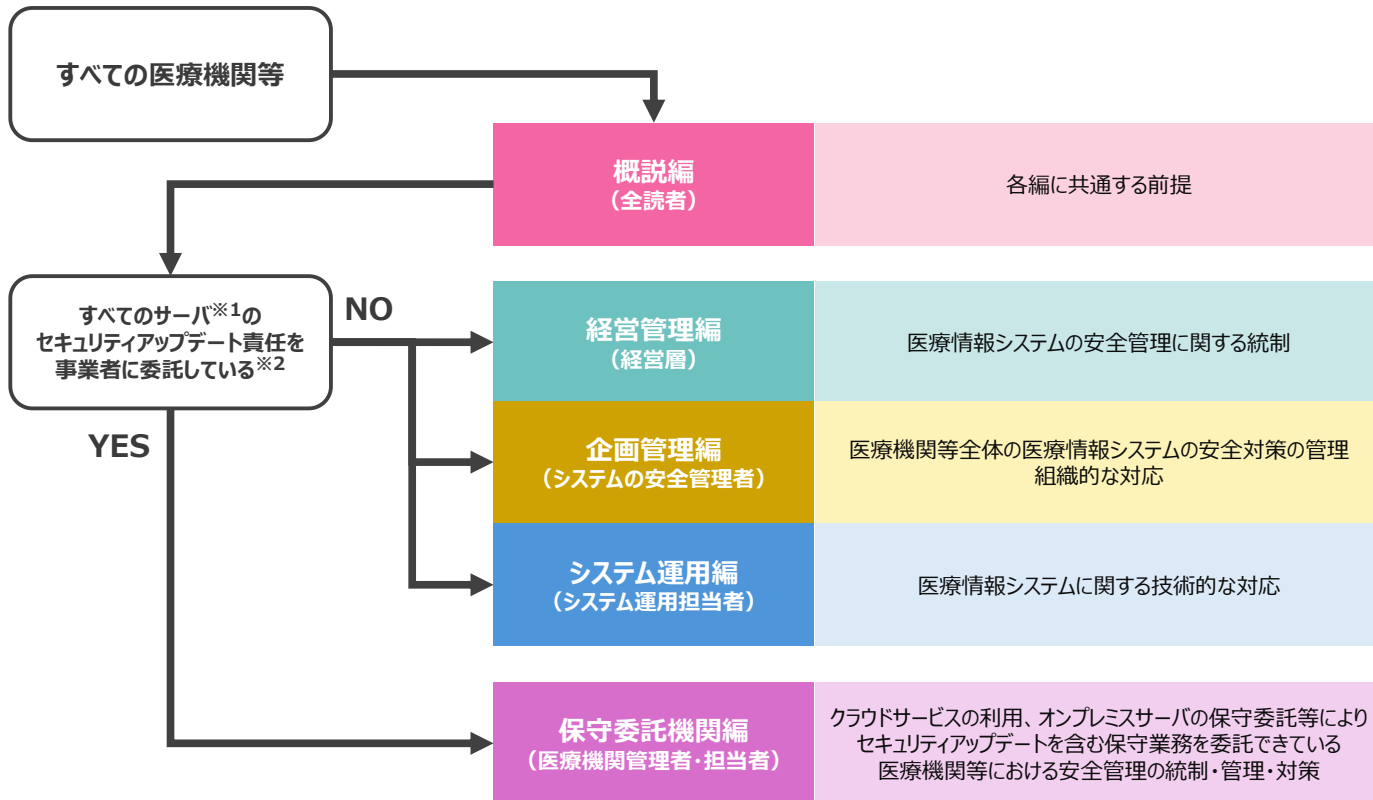 すべての医療機関等
概説編
（全読者）
各編に共通する前提
すべてのサーバ※1の
セキュリティアップデート責任を
事業者に委託している※2
NO
YES
経営管理編
（経営層）
医療情報システムの安全管理に関する統制
企画管理編
（システムの安全管理者）
医療機関等全体の医療情報システムの安全対策の管理
組織的な対応
システム運用編
（システム運用担当者）
医療情報システムに関する技術的な対応
保守委託機関編
（医療機関管理者・担当者）
クラウドサービスの利用、オンプレミスサーバの保守委託等により
セキュリティアップデートを含む保守業務を委託できている
医療機関等における安全管理の統制・管理・対策